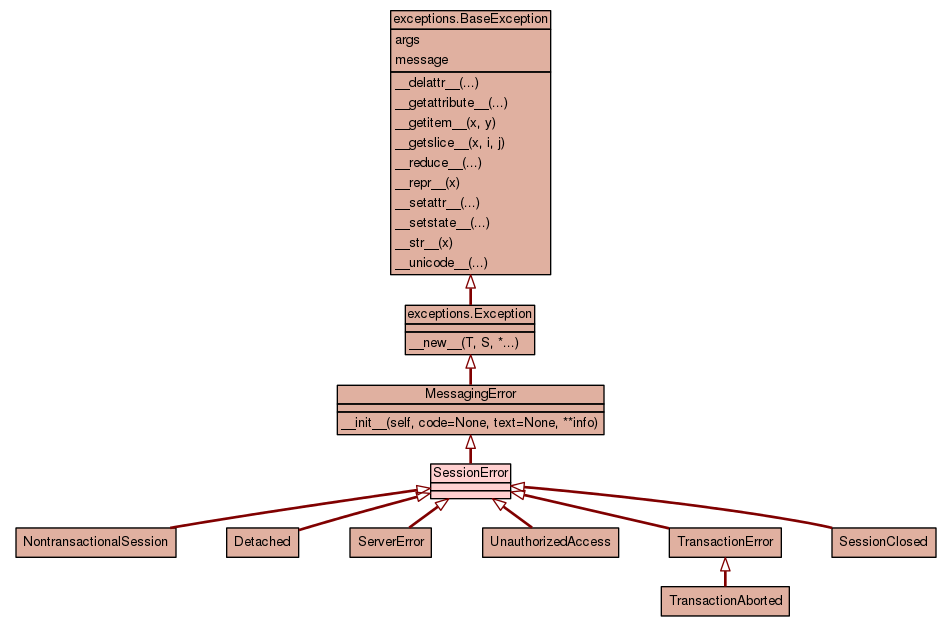 exceptions.BaseException
args
message
__delattr__(...)
__getattribute__(...)
__getitem__(x, y)
__getslice__(x, i, j)
__reduce__(...)
__repr__(x)
__setattr__(...)
__setstate__(...)
__str__(x)
__unicode__(...)
exceptions.Exception
__new__(T, S, *...)
MessagingError
__init__(self, code=None, text=None, **info)
SessionError
NontransactionalSession
Detached
ServerError
UnauthorizedAccess
TransactionError
SessionClosed
TransactionAborted